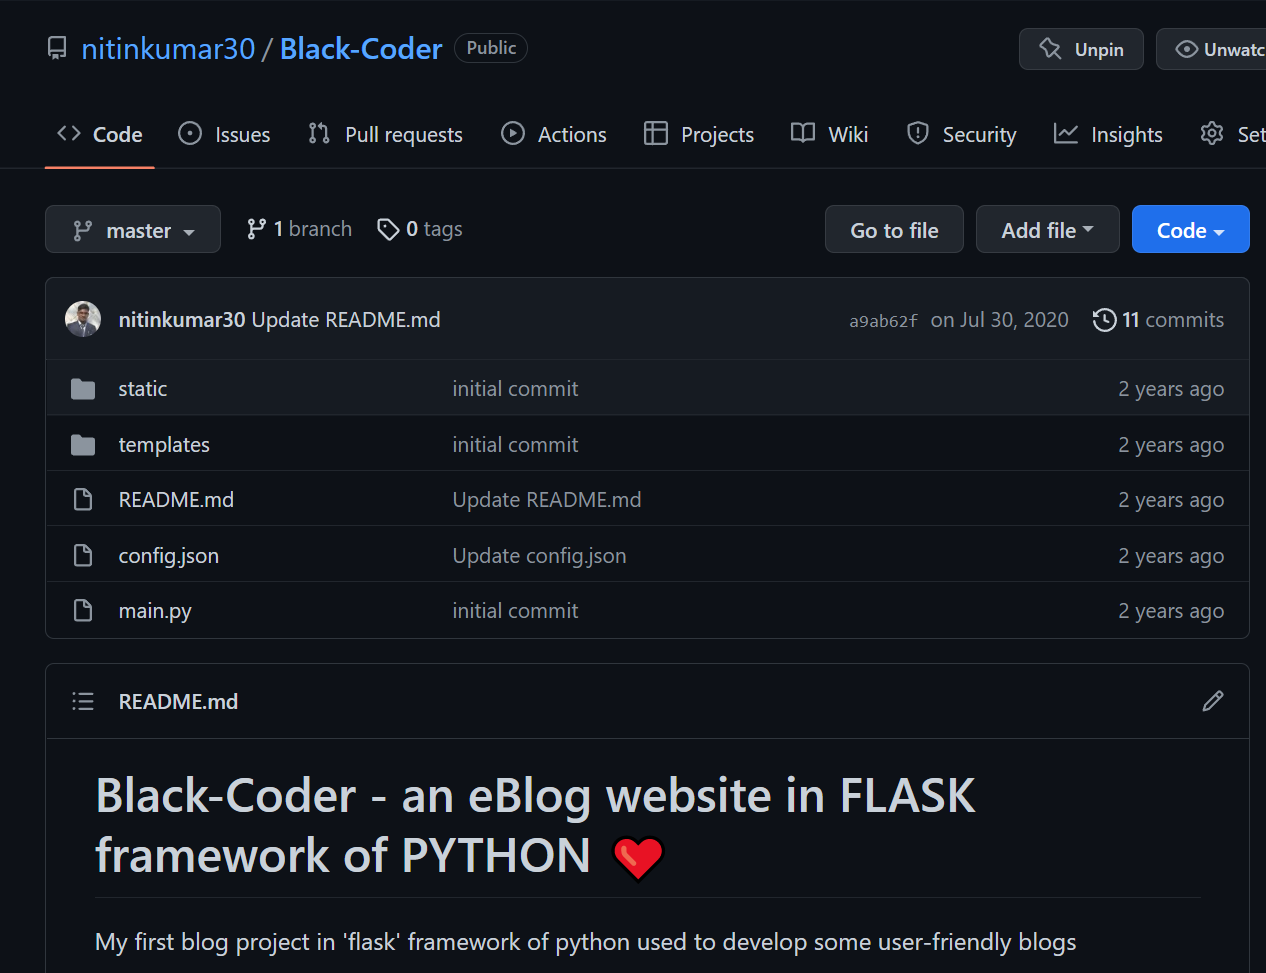 nitinkumar30 / Black-Coder Public Unpin Unwatc
Code Issues Pull requests Actions Projects Wiki Security Insights Set
master 1 branch 0 tags Go to file Add file Code
nitinkumar30 Update README.md a9ab62f on Jul 30, 2020 11 commits
static initial commit 2 years ago
templates initial commit 2 years ago
README.md Update README.md 2 years ago
config.json Update config.json 2 years ago
main.py initial commit 2 years ago
README.md
Black-Coder - an eBlog website in FLASK
framework of PYTHON ❤
My first blog project in 'flask' framework of python used to develop some user-friendly blogs